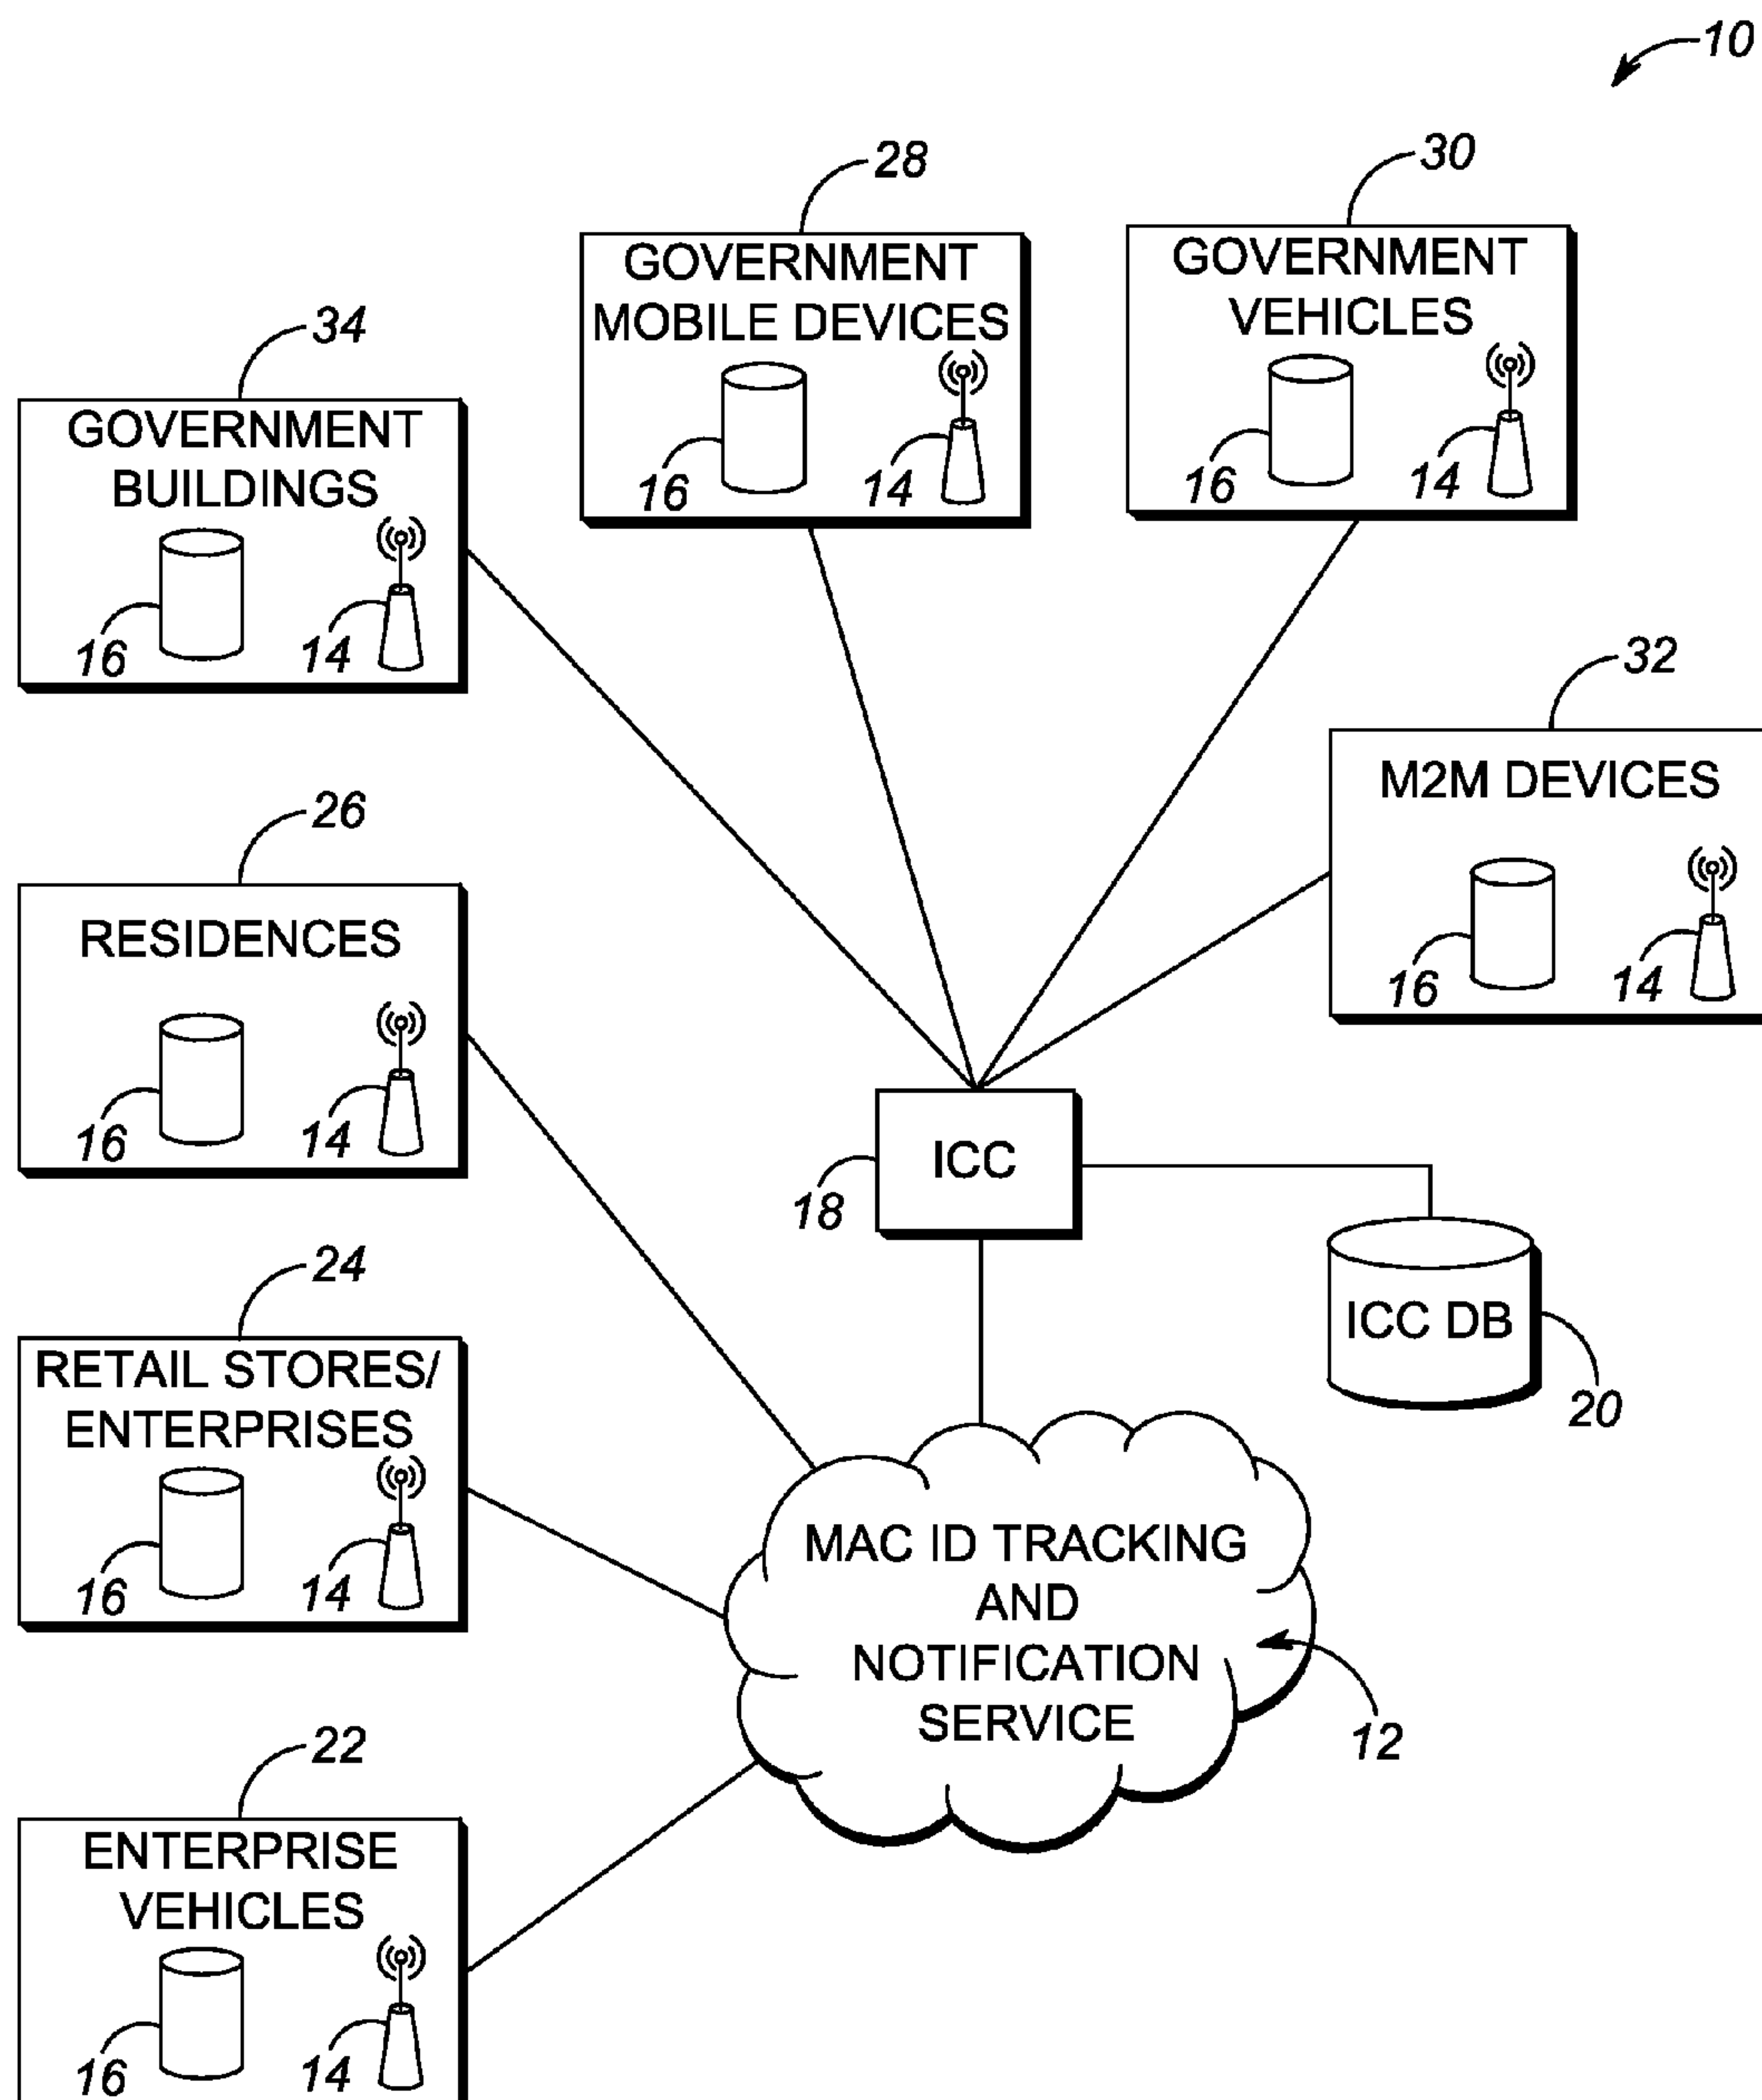 10
28
GOVERNMENT
MOBILE DEVICES
16
14
30
GOVERNMENT
VEHICLES
16
14
34
GOVERNMENT
BUILDINGS
16
14
32
M2M DEVICES
16
14
26
RESIDENCES
16
14
ICC
18
ICC DB
20
24
RETAIL STORES/
ENTERPRISES
16
14
MAC ID TRACKING
AND
NOTIFICATION
SERVICE
12
22
ENTERPRISE
VEHICLES
16
14